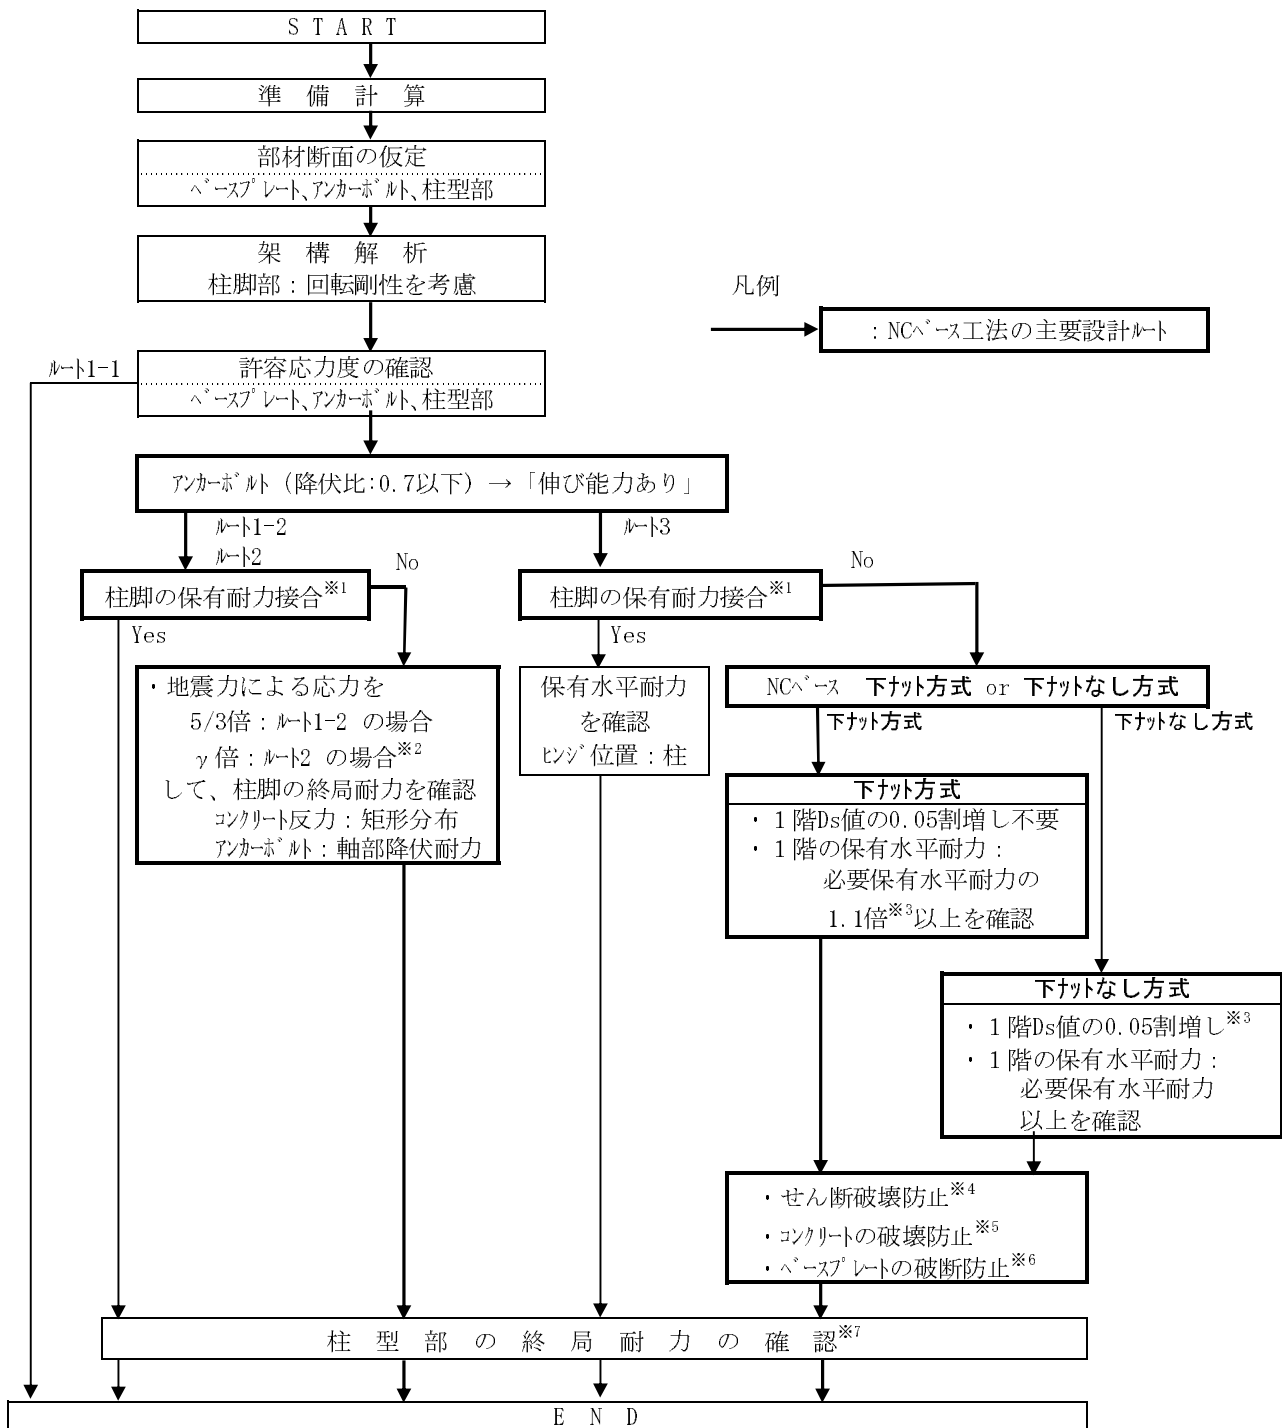 ＳＴＡＲＴ
準備計算
部材断面の仮定
ﾍﾞｰｽﾌﾟﾚｰﾄ、ｱﾝｶｰﾎﾞﾙﾄ、柱型部
架構解析
柱脚部：回転剛性を考慮
凡例
：NCﾍﾞｰｽ工法の主要設計ﾙｰﾄ
ﾙｰﾄ1-1
許容応力度の確認
ﾍﾞｰｽﾌﾟﾚｰﾄ、ｱﾝｶｰﾎﾞﾙﾄ、柱型部
ｱﾝｶｰﾎﾞﾙﾄ（降伏比:0.7以下）→「伸び能力あり」
ﾙｰﾄ1-2
ﾙｰﾄ2
ﾙｰﾄ3
No
No
柱脚の保有耐力接合※1
柱脚の保有耐力接合※1
Yes
Yes
・地震力による応力を
5/3倍：ﾙｰﾄ1-2 の場合
γ倍：ﾙｰﾄ2 の場合※2
して、柱脚の終局耐力を確認
ｺﾝｸﾘｰﾄ反力：矩形分布
ｱﾝｶｰﾎﾞﾙﾄ：軸部降伏耐力
保有水平耐力
を確認
ﾋﾝｼﾞ位置：柱
NCﾍﾞｰｽ 下ﾅｯﾄ方式 or 下ﾅｯﾄなし方式
下ﾅｯﾄ方式
下ﾅｯﾄなし方式
下ﾅｯﾄ方式
・１階Ds値の0.05割増し不要
・１階の保有水平耐力：
必要保有水平耐力の
1.1倍※3以上を確認
下ﾅｯﾄなし方式
・１階Ds値の0.05割増し※3
・１階の保有水平耐力：
必要保有水平耐力
以上を確認
・せん断破壊防止※4
・ｺﾝｸﾘｰﾄの破壊防止※5
・ﾍﾞｰｽﾌﾟﾚｰﾄの破断防止※6
柱型部の終局耐力の確認※7
ＥＮＤ